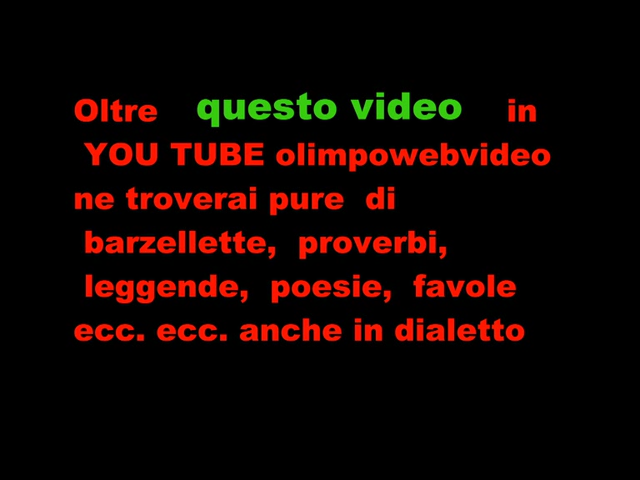 Oltre questo video in
YOU TUBE olimpowebvideo
ne troverai pure di
barzellette, proverbi,
leggende, poesie, favole
ecc. ecc. anche in dialetto